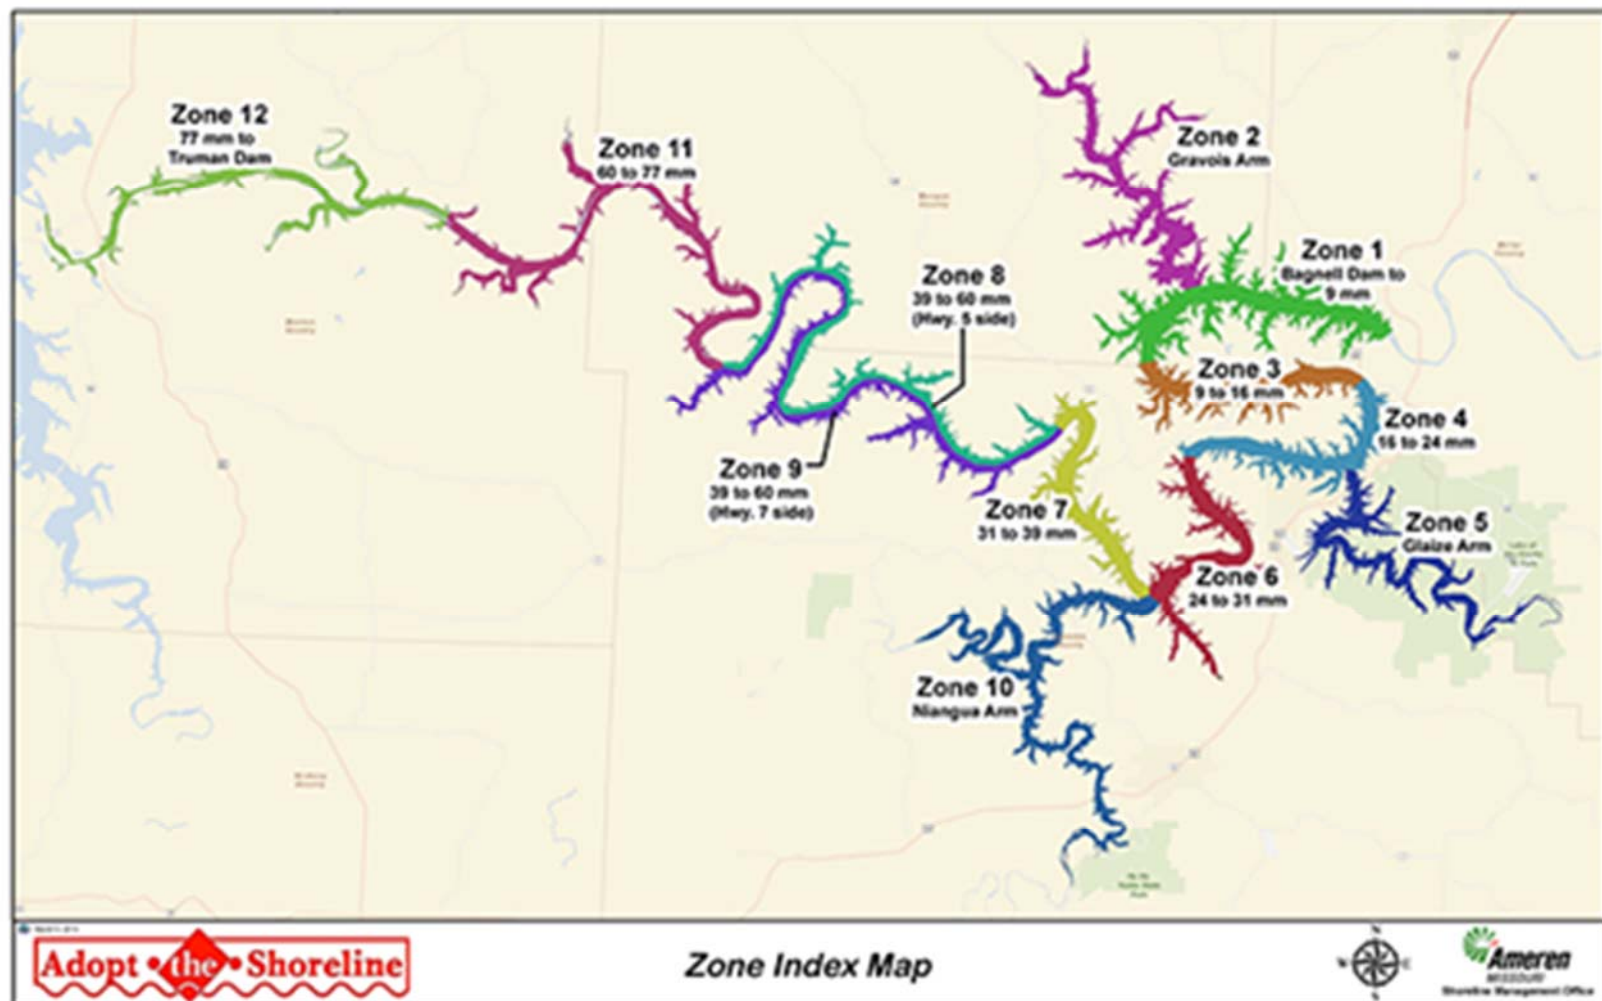 Zone 12
77 mm to
Truman Dam
Zone 11
60 to 77 mm
Zone 2
Gravois Arm
Zone 1
Bagnell Dam to
9 mm
Zone 8
39 to 60 mm
(Hwy. 5 side)
Zone 3
9 to 16 mm
Zone 4
16 to 24 mm
Zone 9
39 to 60 mm
(Hwy. 7 side)
Zone 7
31 to 39 mm
Zone 5
Glaize Arm
Zone 6
24 to 31 mm
Zone 10
Niangua Arm
Adopt the Shoreline
Zone Index Map
Ameren
MISSOURI
Shoreline Management Office